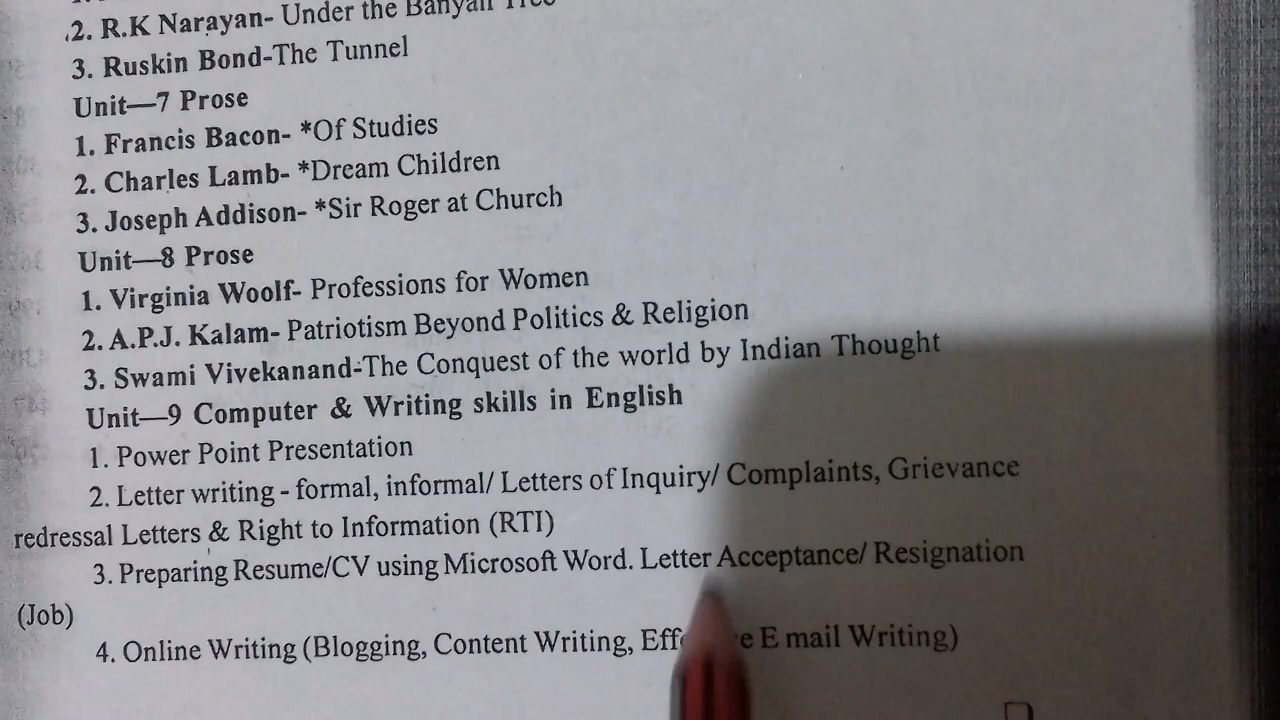 2. R.K Narayan- Under the Banyan Tree
3. Ruskin Bond-The Tunnel
Unit—7 Prose
1. Francis Bacon- *Of Studies
2. Charles Lamb- *Dream Children
3. Joseph Addison- *Sir Roger at Church
Unit—8 Prose
1. Virginia Woolf- Professions for Women
2. A.P.J. Kalam- Patriotism Beyond Politics & Religion
3. Swami Vivekanand-The Conquest of the world by Indian Thought
Unit—9 Computer & Writing skills in English
1. Power Point Presentation
2. Letter writing - formal, informal/ Letters of Inquiry/ Complaints, Grievance
redressal Letters & Right to Information (RTI)
3. Preparing Resume/CV using Microsoft Word. Letter Acceptance/ Resignation
(Job)
4. Online Writing (Blogging, Content Writing, E mail Writing)